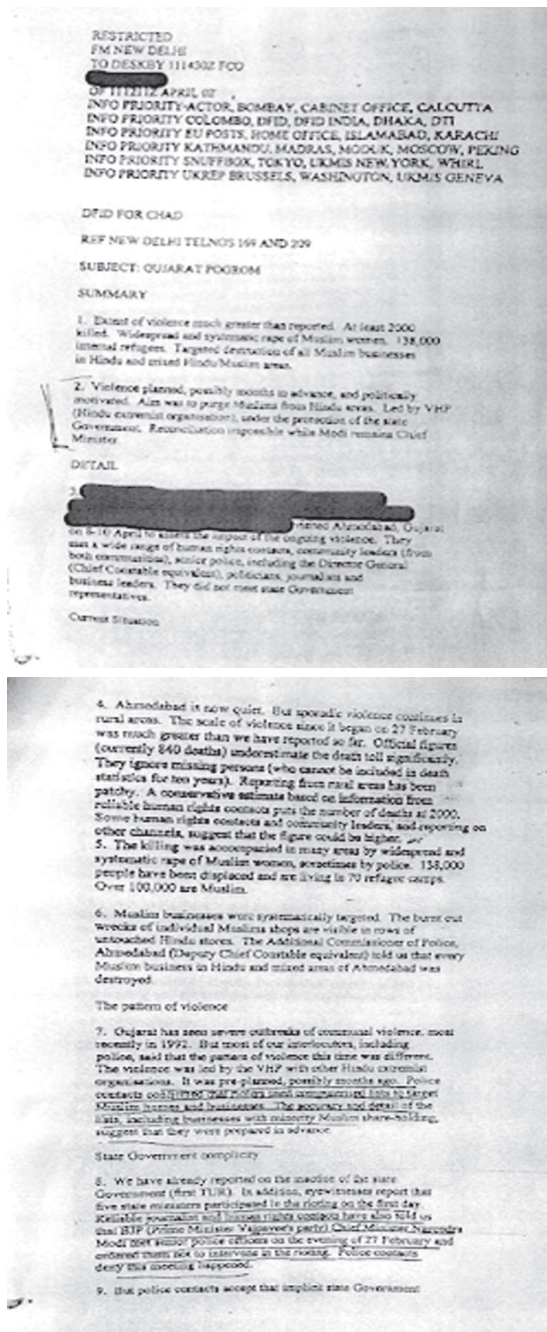 RESTRICTED
FM NEW DELHI
TO DESKBY 111430Z FCO
OF 111211Z APRIL 02
INFO PRIORITY ACTOR, BOMBAY, CABINET OFFICE, CALCUTTA
INFO PRIORITY COLOMBO, DFID, DFID INDIA, DHAKA, DTI
INFO PRIORITY EU POSTS, HOME OFFICE, ISLAMABAD, KARACHI
INFO PRIORITY KATHMANDU, MADRAS, MODUK, MOSCOW, PEKING
INFO PRIORITY SNUFFBOX, TOKYO, UKMIS NEW YORK, WHIRL
INFO PRIORITY UKREP BRUSSELS, WASHINGTON, UKMIS GENEVA
DFID FOR CHAD
REF NEW DELHI TELNOS 169 AND 209
SUBJECT: GUJARAT POGROM
SUMMARY
1. Extent of violence much greater than reported. At least 2000
killed. Widespread and systematic rape of Muslim women. 138,000
internal refugees. Targeted destruction of all Muslim businesses
in Hindu and mixed Hindu/Muslim areas.
2. Violence planned, possibly months in advance, and politically
motivated. Aim was to purge Muslims from Hindu areas. Led by VHP
(Hindu extremist organisation), under the protection of the state
Government. Reconciliation impossible while Modi remains Chief
Minister.
DETAIL
3.
visited Ahmedabad, Gujarat
on 8-10 April to assess the impact of the ongoing violence. They
met a wide range of human rights contacts, community leaders (from
both communities), senior police, including the Director General
(Chief Constable equivalent), politicians, journalists and
business leaders. They did not meet state Government
representatives.
Current Situation
4. Ahmedabad is now quiet. But sporadic violence continues in
rural areas. The scale of violence since it began on 27 February
was much greater than we have reported so far. Official figures
(currently 840 deaths) underestimate the death toll significantly.
They ignore missing persons (who cannot be included in death
statistics for ten years). Reporting from rural areas has been
patchy. A conservative estimate based on information from
reliable human rights contacts puts the number of deaths at 2000.
Some human rights contacts and community leaders, and reporting on
other channels, suggest that the figure could be higher.
5. The killing was accompanied in many areas by widespread and
systematic rape of Muslim women, sometimes by police. 138,000
people have been displaced and are living in 70 refugee camps.
Over 100,000 are Muslim.
6. Muslim businesses were systematically targeted. The burnt out
wrecks of individual Muslims shops are visible in rows of
untouched Hindu stores. The Additional Commissioner of Police,
Ahmedabad (Deputy Chief Constable equivalent) told us that every
Muslim business in Hindu and mixed areas of Ahmedabad was
destroyed.
The pattern of violence
7. Gujarat has seen severe outbreaks of communal violence, most
recently in 1992. But most of our interlocutors, including
police, said that the pattern of violence this time was different.
The violence was led by the VHP with other Hindu extremist
organisations. It was pre-planned, possibly months ago. Police
contacts confirmed that rioters used computerised lists to target
Muslim homes and businesses. The accuracy and detail of the
lists, including businesses with minority Muslim share-holding,
suggest that they were prepared in advance.
State Government complicity
8. We have already reported on the inaction of the state
Government (first TUR). In addition, eyewitnesses report that
five state ministers participated in the rioting on the first day.
Reliable journalist and human rights contacts have also told us
that BJP (Prime Minister Vajpayee's party) Chief Minister Narendra
Modi met senior police officers on the evening of 27 February and
ordered them not to intervene in the rioting. Police contacts
deny this meeting happened.
9. But police contacts accept that implicit state Government